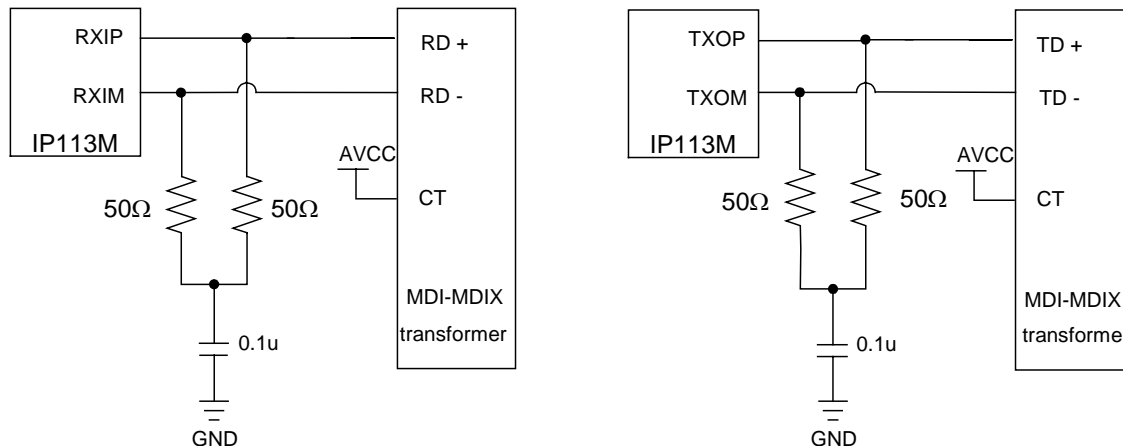 RXIP
RD +
RXIM
RD -
IP113M
AVCC
CT
50Ω
50Ω
MDI-MDIX
transformer
0.1u
GND
TXOP
TD +
TXOM
TD -
IP113M
AVCC
CT
50Ω
50Ω
MDI-MDIX
transforme
0.1u
GND